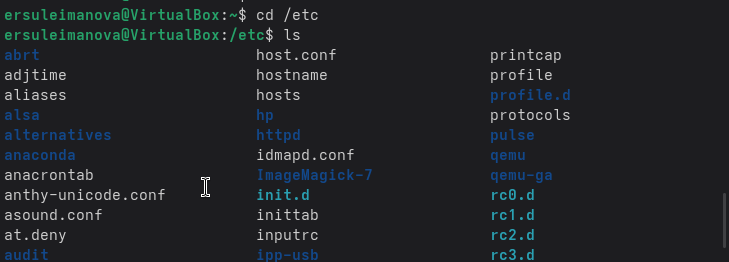 ersuleimanova@VirtualBox:~$ cd /etc
ersuleimanova@VirtualBox:/etc$ ls
abrt host.conf printcap
adjtime hostname profile
aliases hosts profile.d
alsa hp protocols
alternatives httpd pulse
anaconda idmapd.conf qemu
anacrontab ImageMagick-7 qemu-ga
anthy-unicode.conf init.d rc0.d
asound.conf inittab rc1.d
at.deny inputrc rc2.d
audit ipp-usb rc3.d